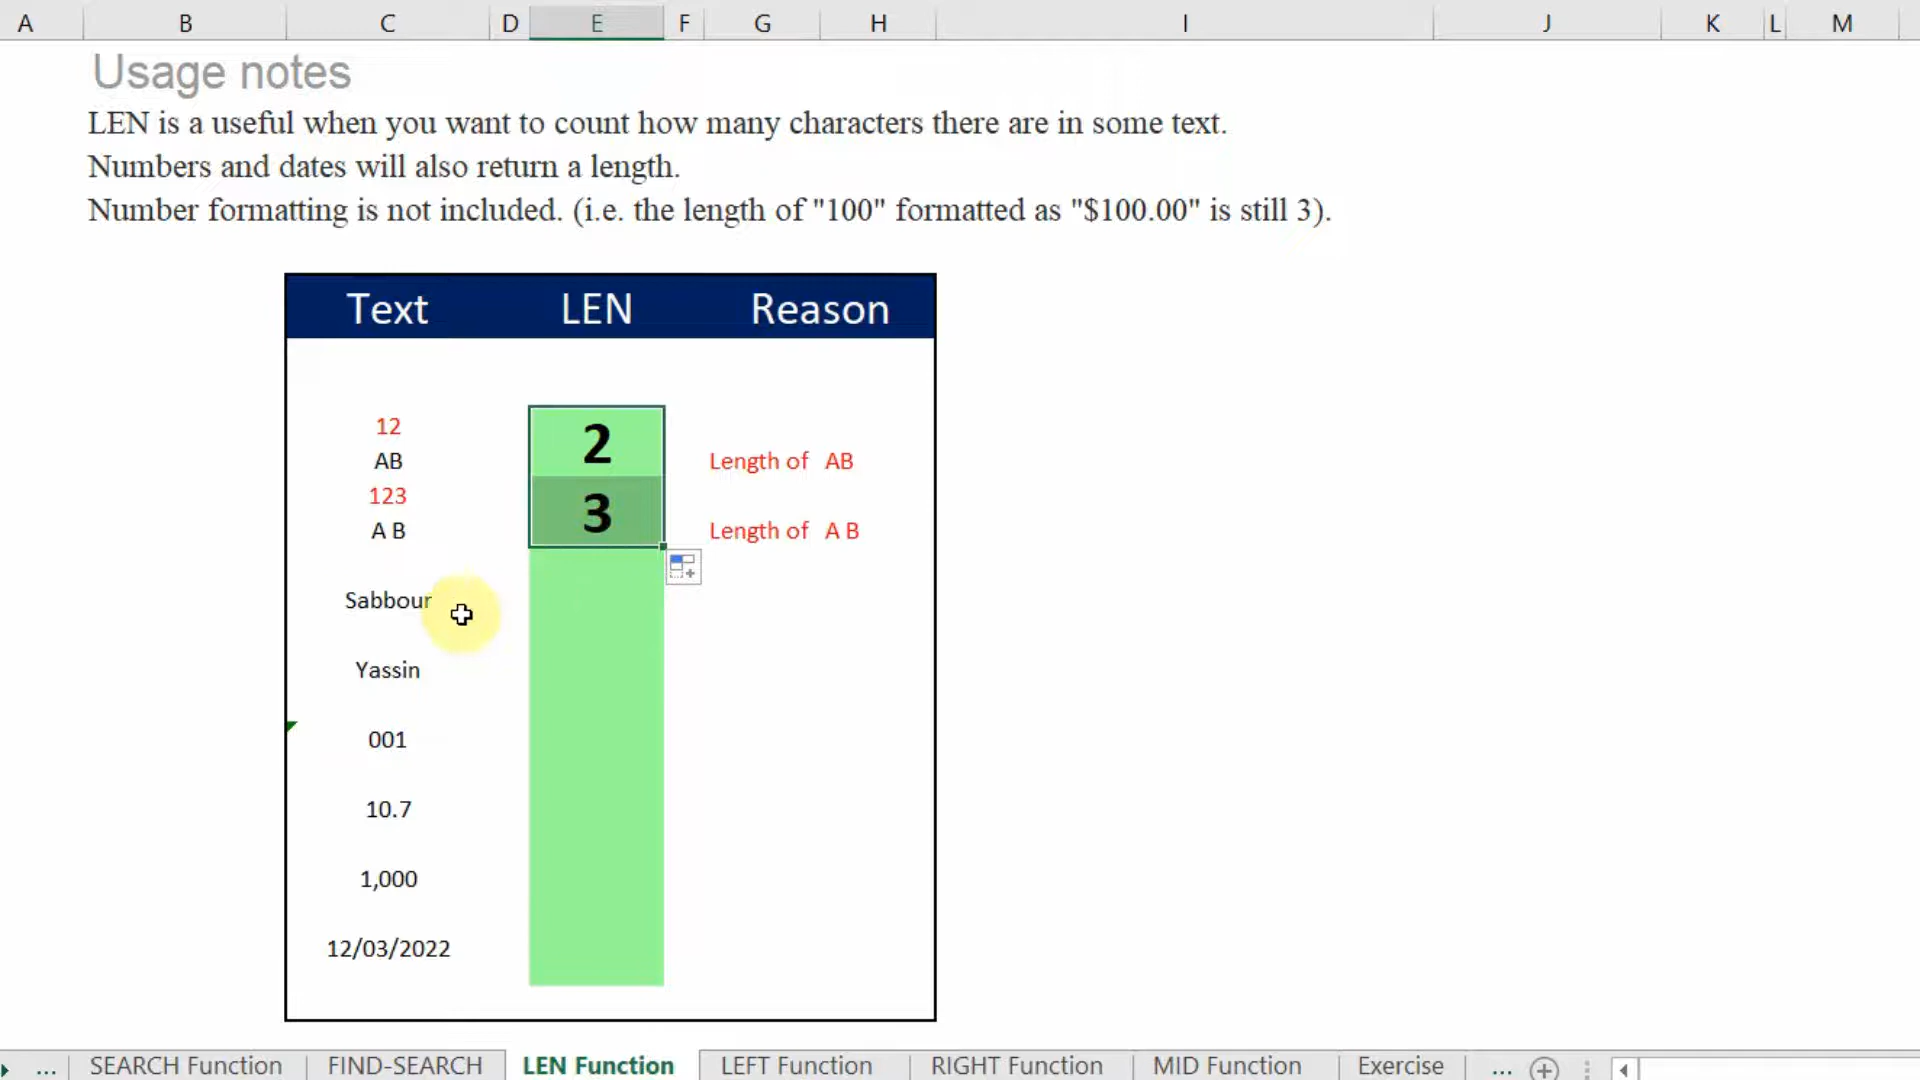 A B C D E F G H I J K L M
Usage notes
LEN is a useful when you want to count how many characters there are in some text.
Numbers and dates will also return a length.
Number formatting is not included. (i.e. the length of "100" formatted as "$100.00" is still 3).
Text LEN Reason
12
2
AB Length of AB
123
3
A B Length of A B
Sabbour
Yassin
001
10.7
1,000
12/03/2022
... SEARCH Function FIND-SEARCH LEN Function LEFT Function RIGHT Function MID Function Exercise ...